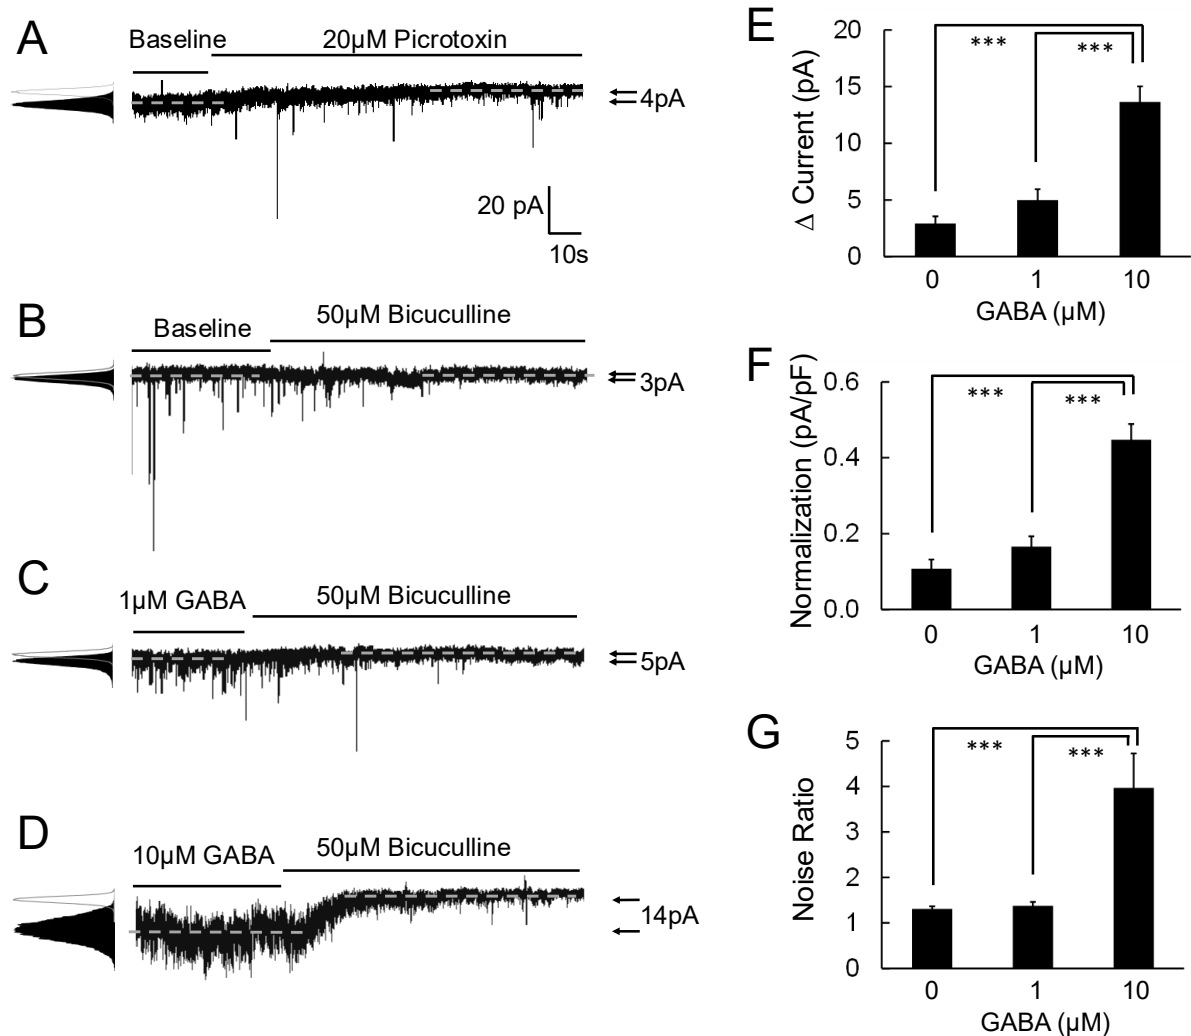 A
Baseline
20µM Picrotoxin
4pA
20 pA
10s
B
Baseline
50µM Bicuculline
3pA
C
1µM GABA
50µM Bicuculline
5pA
D
10µM GABA
50µM Bicuculline
14pA
E
***
***
Δ Current (pA)
20
15
10
5
0
0 1 10
GABA (µM)
F
***
***
Normalization (pA/pF)
0.6
0.4
0.2
0.0
0 1 10
GABA (µM)
G
***
***
Noise Ratio
5
4
3
2
1
0
0 1 10
GABA (µM)